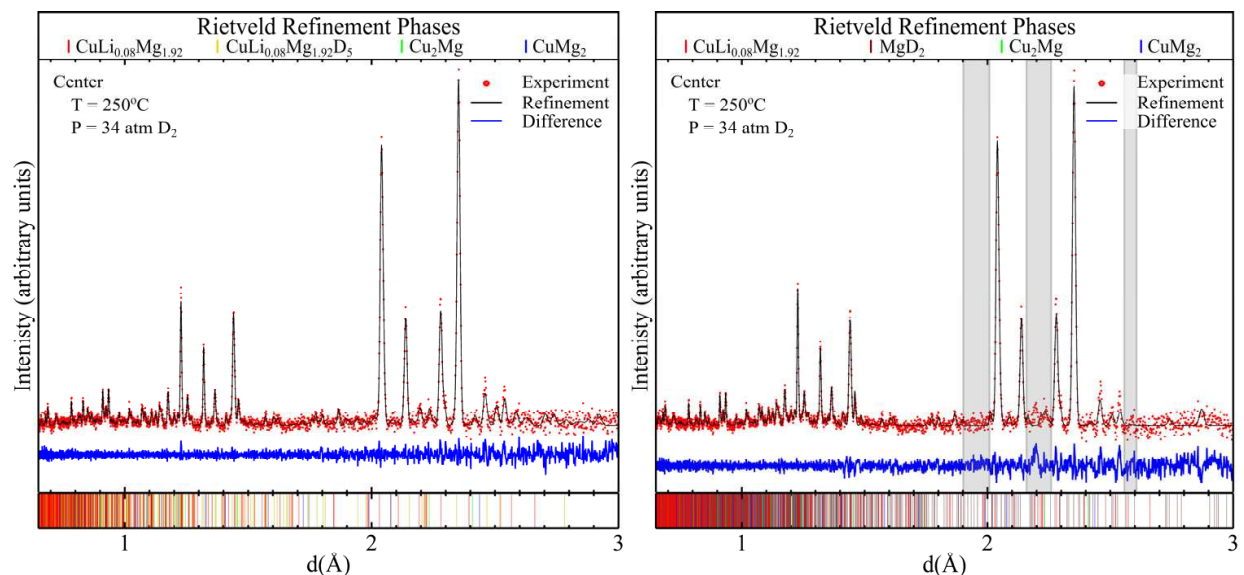 Rietveld Refinement Phases
CuLi0.08Mg1.92 CuLi0.08Mg1.92D5 Cu2Mg CuMg2
Center
T = 250°C
P = 34 atm D2
Experiment
Refinement
Difference
Intenisty (arbitrary units)
1 2 3
d(Å)
Rietveld Refinement Phases
CuLi0.08Mg1.92 MgD2 Cu2Mg CuMg2
Center
T = 250°C
P = 34 atm D2
Experiment
Refinement
Difference
Intenisty (arbitrary units)
1 2 3
d(Å)